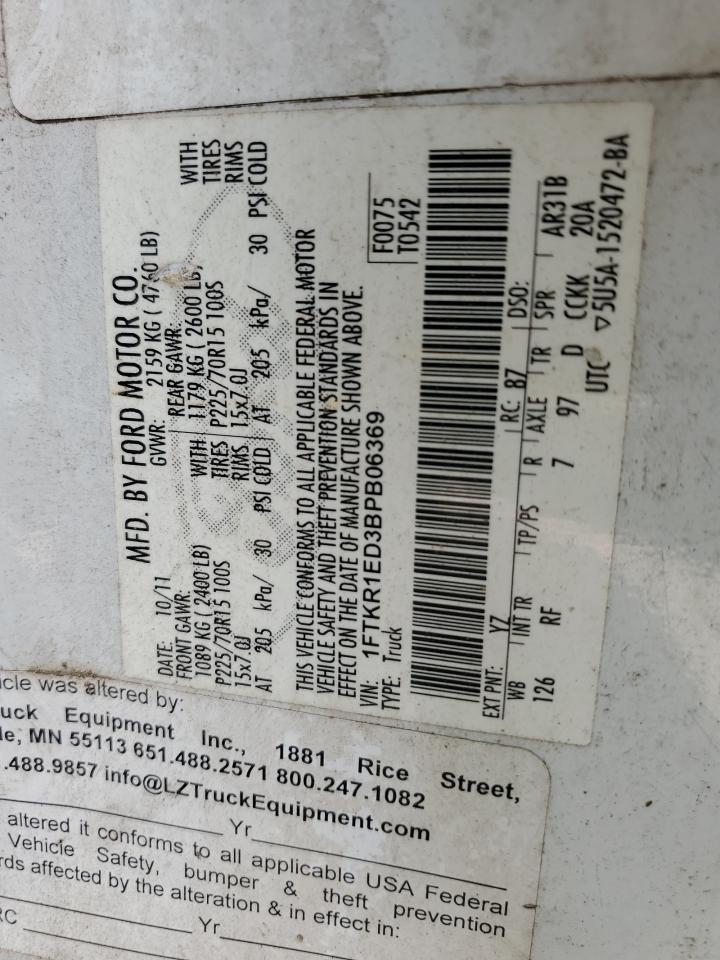 MFD. BY FORD MOTOR CO.
DATE: 10/11 GVWR: 2159 KG ( 4760 LB)
FRONT GAWR: REAR GAWR:
1089 KG ( 2400 LB) WITH 1179 KG ( 2600 LB) WITH
P225/70R15 100S TIRES P225/70R15 100S TIRES
15x7.0J RIMS 15x7.0J RIMS
AT 205 kPa/ 30 PSI COLD AT 205 kPa/ 30 PSI COLD
THIS VEHICLE CONFORMS TO ALL APPLICABLE FEDERAL MOTOR
VEHICLE SAFETY AND THEFT PREVENTION STANDARDS IN
EFFECT ON THE DATE OF MANUFACTURE SHOWN ABOVE.
VIN: 1FTKR1ED3BPB06369 F0075
TYPE: Truck T0542
EXT PNT: YZ RC: B7 DSO:
WB INT TR TP/PS R AXLE TR SPR AR31B
126 RF 7 97 D CCKK 20A
UTC ▽5U5A-1520472-BA
icle was altered by:
uck Equipment Inc., 1881 Rice Street,
le, MN 55113 651.488.2571 800.247.1082
.488.9857 info@LZTruckEquipment.com
Yr
altered it conforms to all applicable USA Federal
Vehicle Safety, bumper & theft prevention
rds affected by the alteration & in effect in:
RC Yr